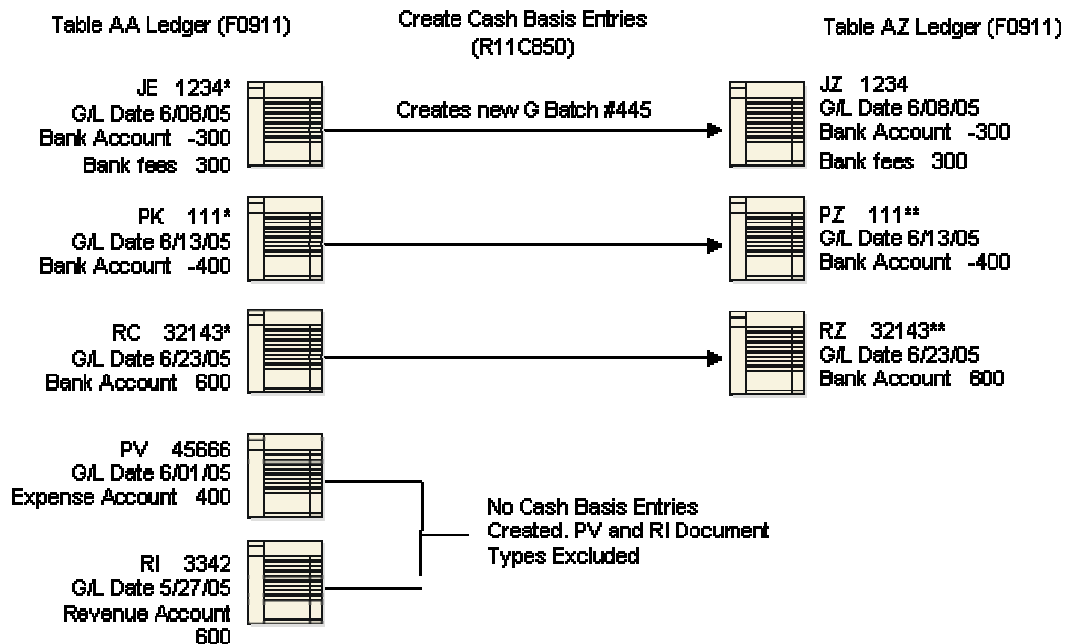 Table AA Ledger (F0911)
Create Cash Basis Entries
(R11C850)
Table AZ Ledger (F0911)
JE 1234*
G/L Date 6/08/05
Bank Account -300
Bank fees 300
Creates new G Batch #445
JZ 1234
G/L Date 6/08/05
Bank Account -300
Bank fees 300
PK 111*
G/L Date 6/13/05
Bank Account -400
PZ 111**
G/L Date 6/13/05
Bank Account -400
RC 32143*
G/L Date 6/23/05
Bank Account 600
RZ 32143**
G/L Date 6/23/05
Bank Account 600
PV 45666
G/L Date 6/01/05
Expense Account 400
RI 3342
G/L Date 5/27/05
Revenue Account
600
No Cash Basis Entries
Created. PV and RI Document
Types Excluded